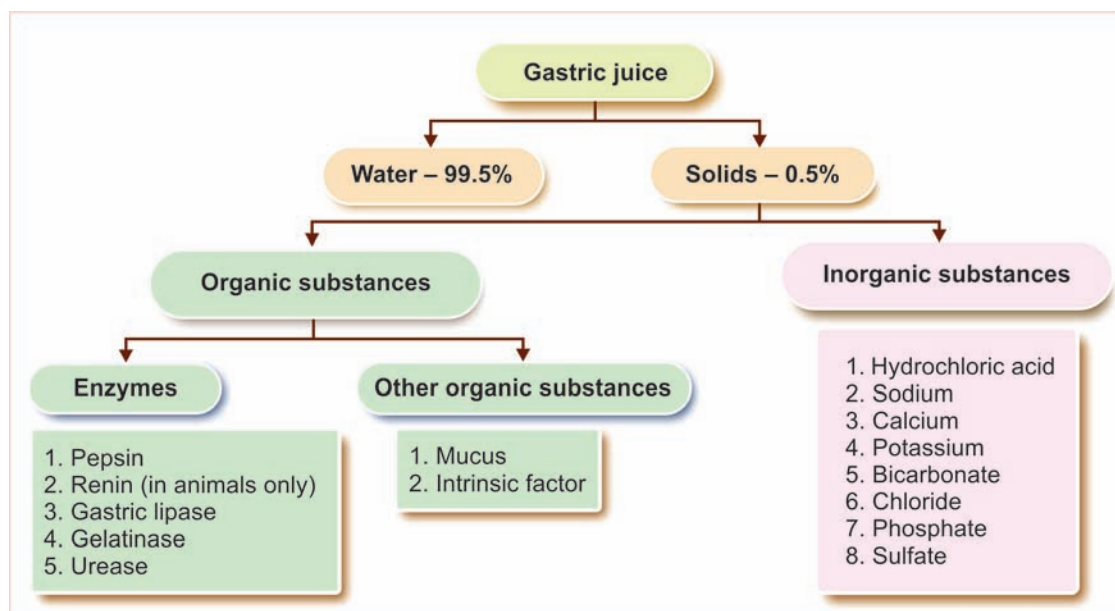 Gastric juice
Water – 99.5%
Solids – 0.5%
Organic substances
Inorganic substances
Enzymes
Other organic substances
1. Pepsin
2. Renin (in animals only)
3. Gastric lipase
4. Gelatinase
5. Urease
1. Mucus
2. Intrinsic factor
1. Hydrochloric acid
2. Sodium
3. Calcium
4. Potassium
5. Bicarbonate
6. Chloride
7. Phosphate
8. Sulfate